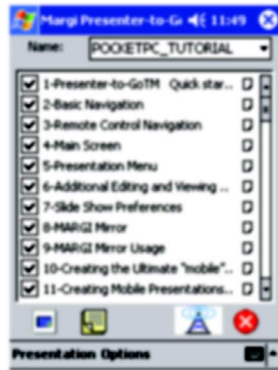 Margi Presenter-to-Go 11:49
Name: POCKETPC_TUTORIAL
1-Presenter-to-GoTM Quick star..
2-Basic Navigation
3-Remote Control Navigation
4-Main Screen
5-Presentation Menu
6-Additional Editing and Viewing ..
7-Slide Show Preferences
8-MARGI Mirror
9-MARGI Mirror Usage
10-Creating the Ultimate "mobile"..
11-Creating Mobile Presentations..
Presentation Options